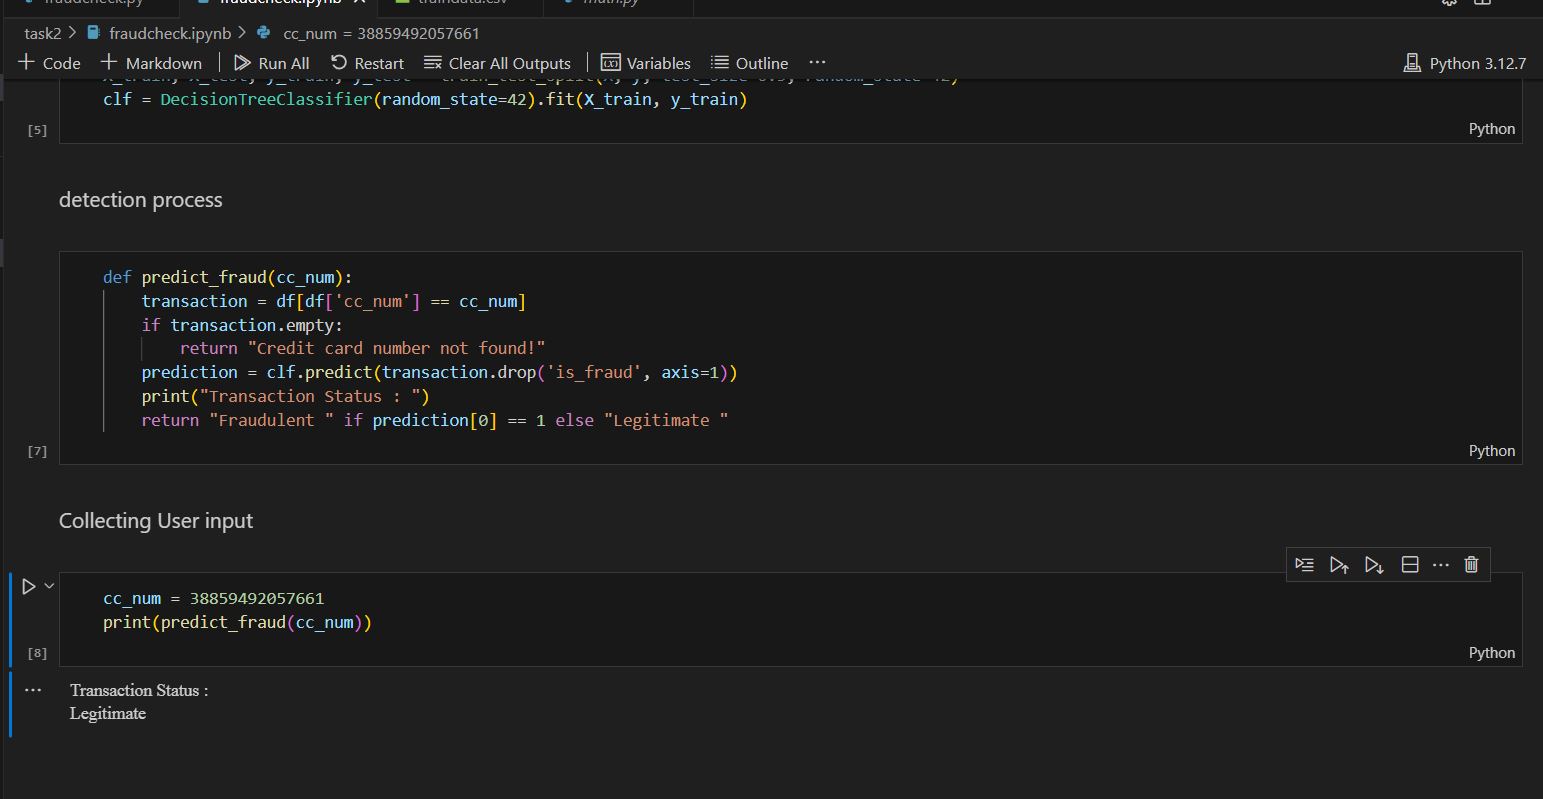 fraudcheck.py fraudcheck.ipynb traindata.csv math.py
task2 > fraudcheck.ipynb > cc_num = 38859492057661
+ Code + Markdown Run All Restart Clear All Outputs Variables Outline ... Python 3.12.7
clf = DecisionTreeClassifier(random_state=42).fit(X_train, y_train)
[5]
Python
detection process
def predict_fraud(cc_num):
transaction = df[df['cc_num'] == cc_num]
if transaction.empty:
return "Credit card number not found!"
prediction = clf.predict(transaction.drop('is_fraud', axis=1))
print("Transaction Status : ")
return "Fraudulent " if prediction[0] == 1 else "Legitimate "
[7]
Python
Collecting User input
cc_num = 38859492057661
print(predict_fraud(cc_num))
[8]
Python
Transaction Status :
Legitimate